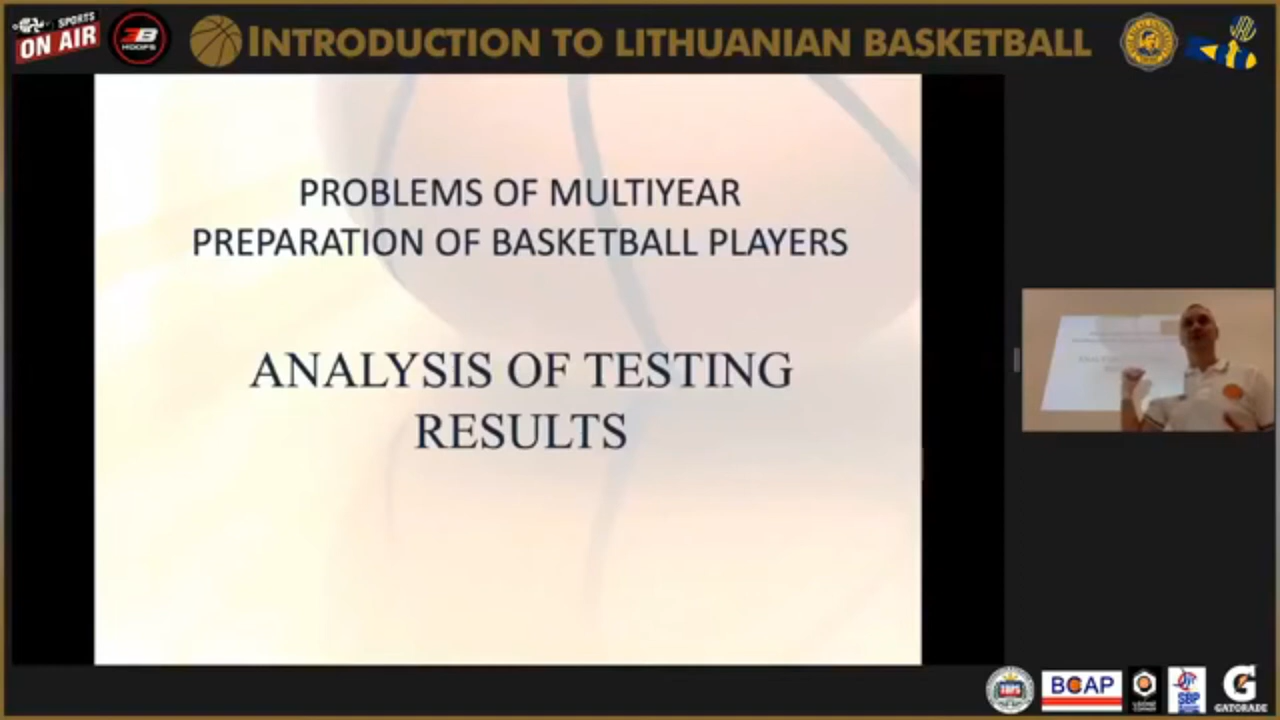 SPORTS
ON AIR
3B
HOOPS
INTRODUCTION TO LITHUANIAN BASKETBALL
PROBLEMS OF MULTIYEAR
PREPARATION OF BASKETBALL PLAYERS
ANALYSIS OF TESTING
RESULTS
BCAP
SBP
G
GATORADE